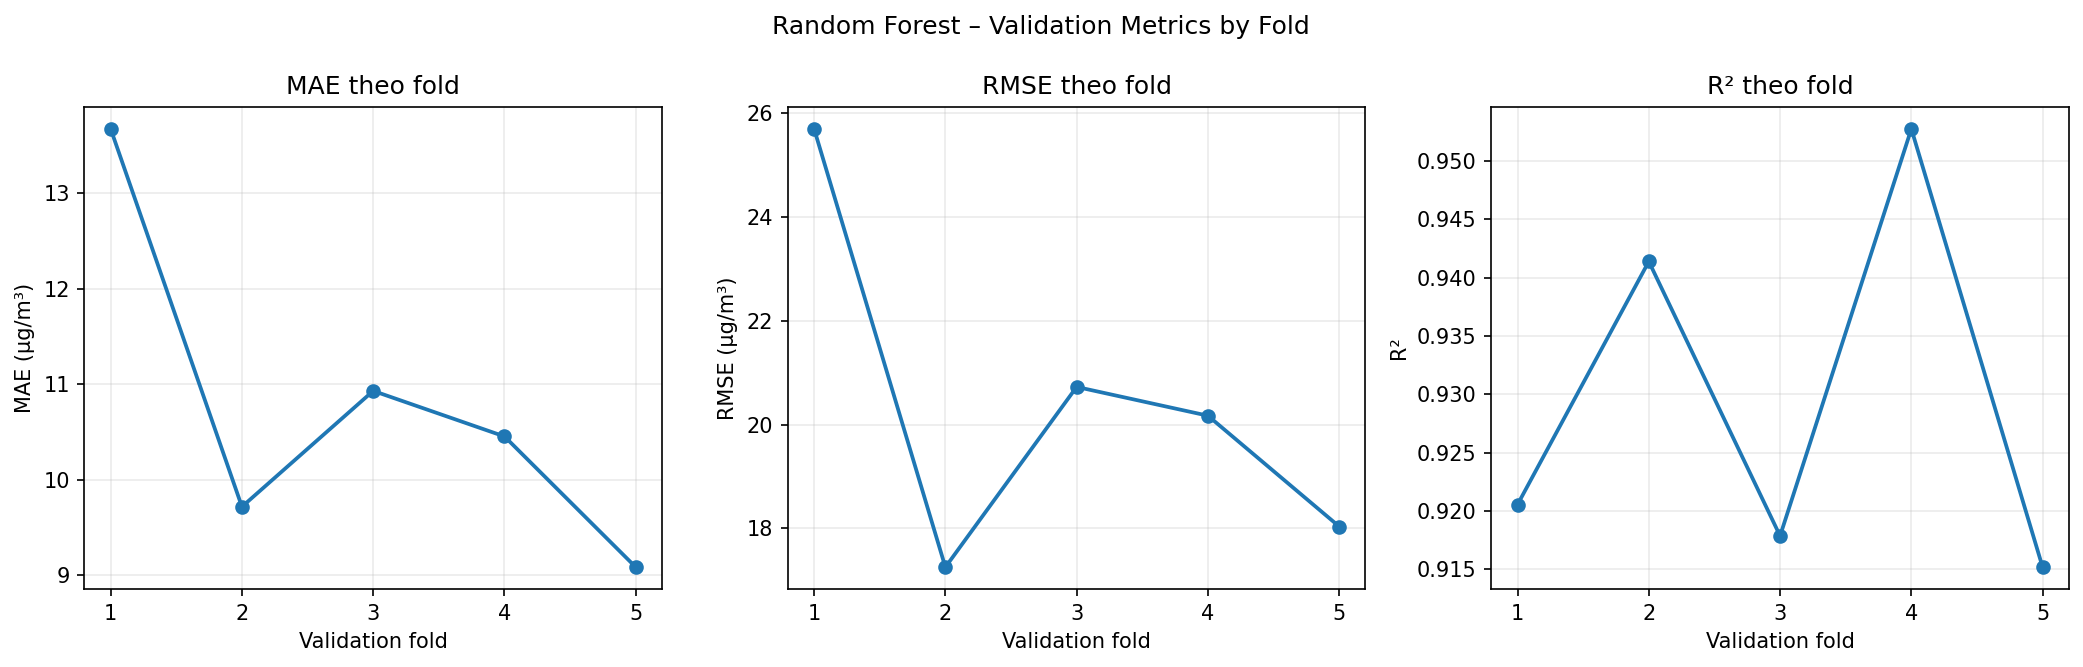 Random Forest – Validation Metrics by Fold
MAE theo fold
MAE (µg/m³)
13
12
11
10
9
1 2 3 4 5
Validation fold
RMSE theo fold
RMSE (µg/m³)
26
24
22
20
18
1 2 3 4 5
Validation fold
R² theo fold
R²
0.950
0.945
0.940
0.935
0.930
0.925
0.920
0.915
1 2 3 4 5
Validation fold